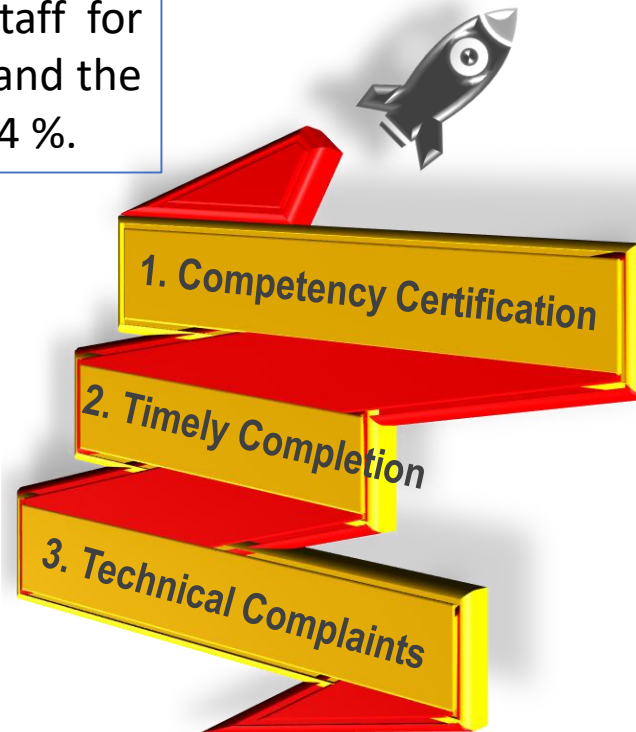 taff for
and the
4 %.
1. Competency Certification
2. Timely Completion
3. Technical Complaints